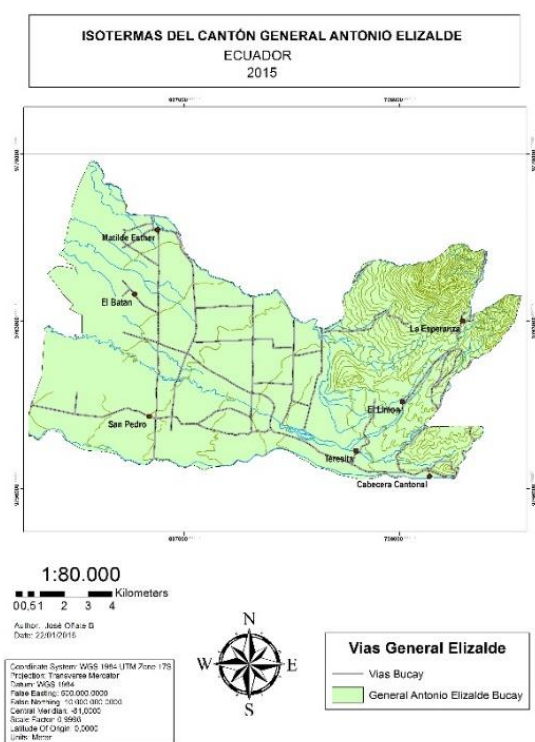 ISOTERMAS DEL CANTÓN GENERAL ANTONIO ELIZALDE
ECUADOR
2015
Matilde Esther
El Batan
La Esperanza
El Limon
San Pedro
Teresita
Cabecera Cantonal
1:80.000
Kilometers
0 0,5 1 2 3 4
Author: José Oñate B
Date: 22/01/2016
N
W E
S
Coordinate System: WGS 1984 UTM Zone 17S
Projection: Transverse Mercator
Datum: WGS 1984
False Easting: 500.000,0000
False Northing: 10.000.000,0000
Central Meridian: -81,0000
Scale Factor: 0,9996
Latitude Of Origin: 0,0000
Units: Meter
Vias General Elizalde
Vias Bucay
General Antonio Elizalde Bucay